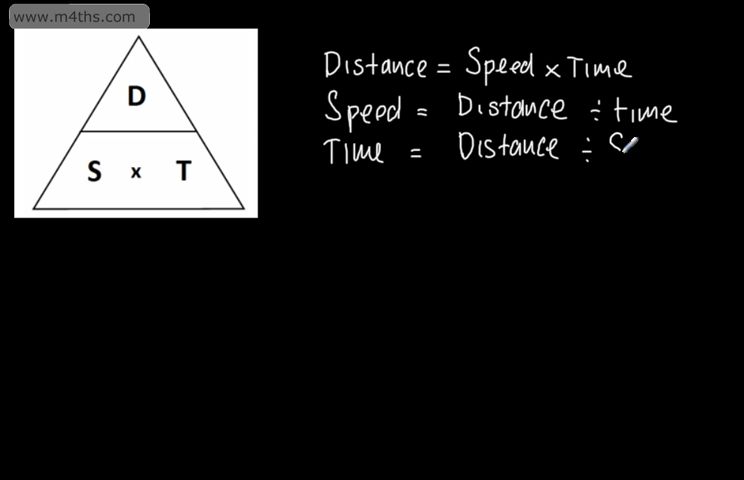 www.m4ths.com
D
S x T
Distance = Speed x Time
Speed = Distance ÷ time
Time = Distance ÷ S